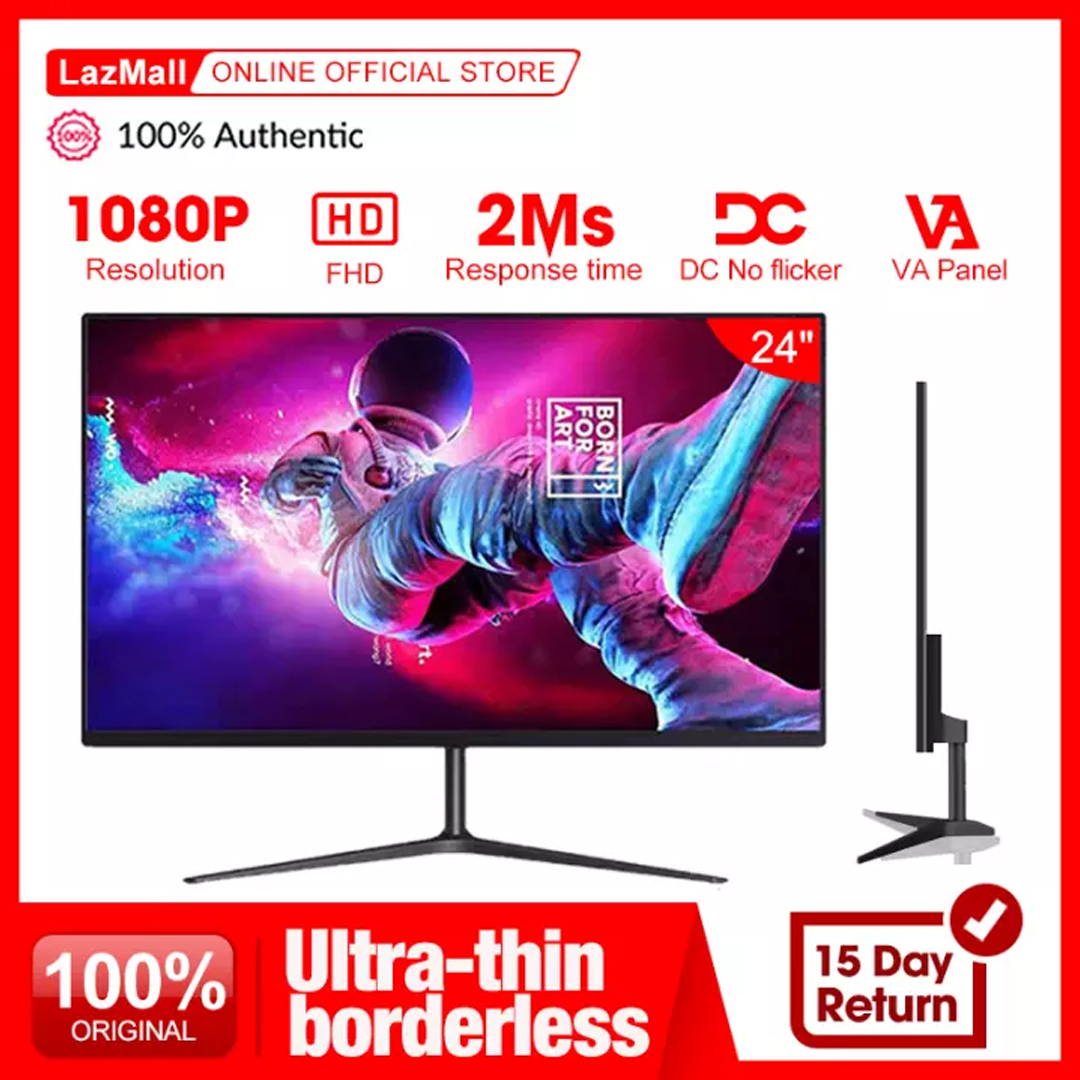 LazMall ONLINE OFFICIAL STORE
100% 100% Authentic
1080P HD 2Ms DC VA
Resolution FHD Response time DC No flicker VA Panel
24"
BORN
FOR
ART
100%
ORIGINAL
Ultra-thin
borderless
15 Day
Return